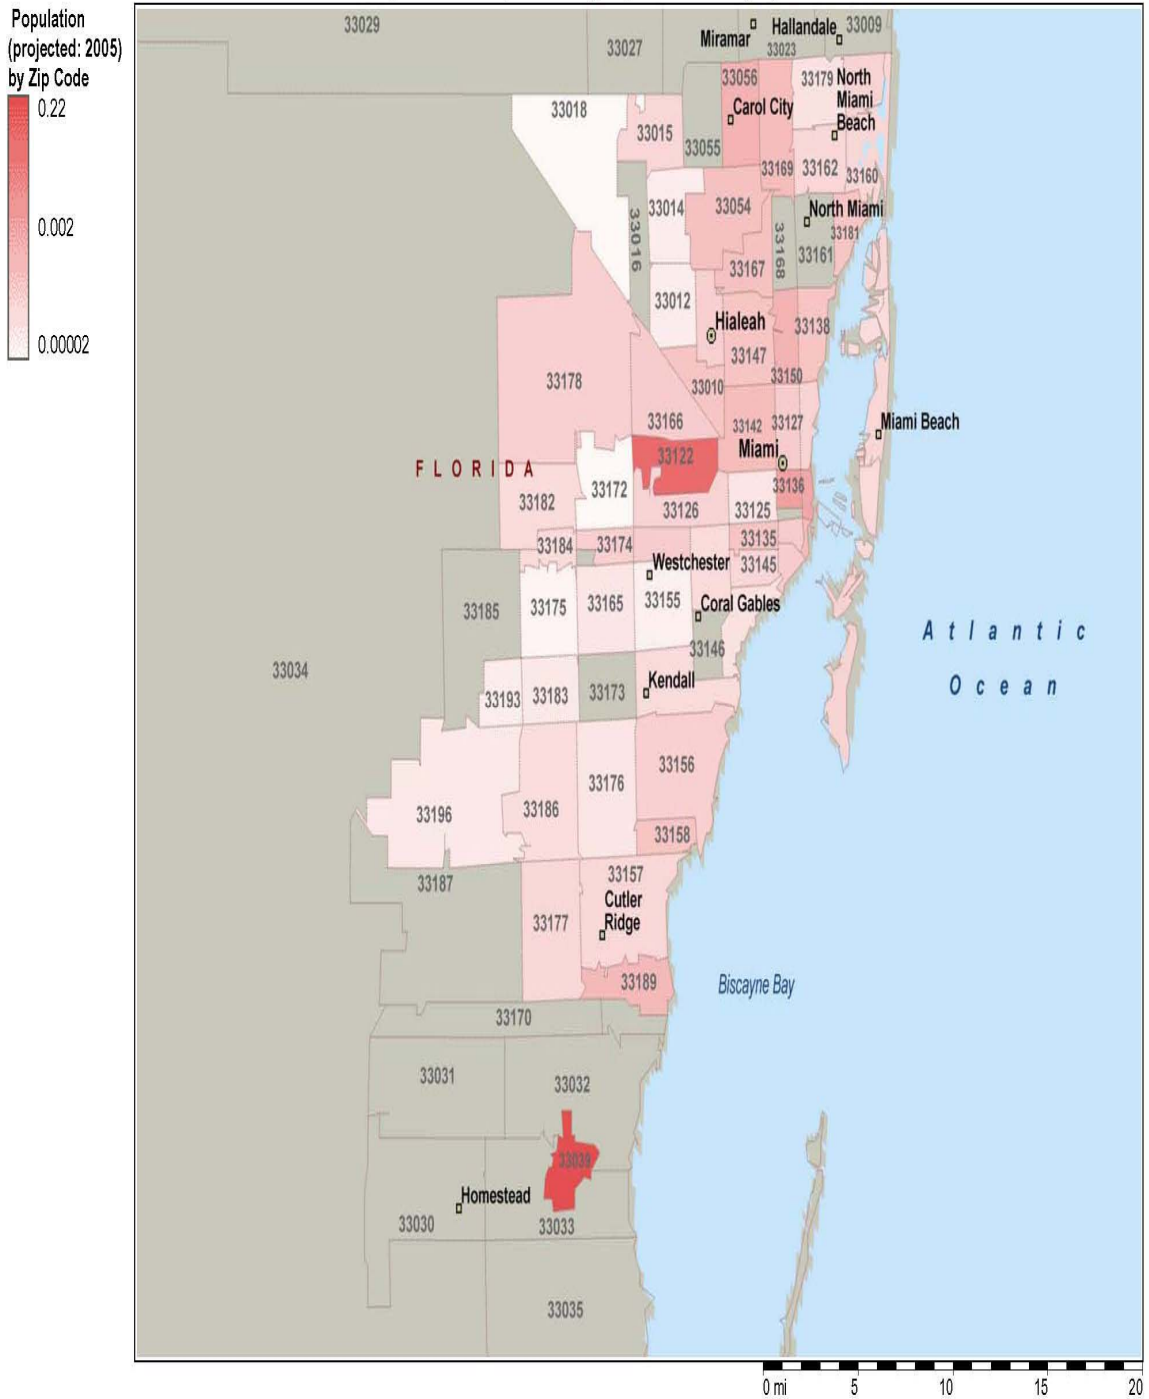 Population
(projected: 2005)
by Zip Code
0.22
0.002
0.00002
33029
33027
Miramar
Hallandale
33009
33023
33056
33179
North
Miami
Beach
33018
33015
Carol City
33055
33169
33162
33160
33014
33054
North Miami
33016
33168
33161
33181
33167
33012
Hialeah
33138
33147
33178
33010
33150
33166
33142
33127
Miami Beach
Miami
33122
FLORIDA
33172
33136
33182
33126
33125
33184
33174
33135
Westchester
33145
33185
33175
33165
33155
Coral Gables
33146
Atlantic
Ocean
33034
33193
33183
33173
Kendall
33156
33176
33196
33186
33158
33187
33157
Cutler
Ridge
33177
33189
Biscayne Bay
33170
33031
33032
33039
Homestead
33030
33033
33035
0 mi
5
10
15
20